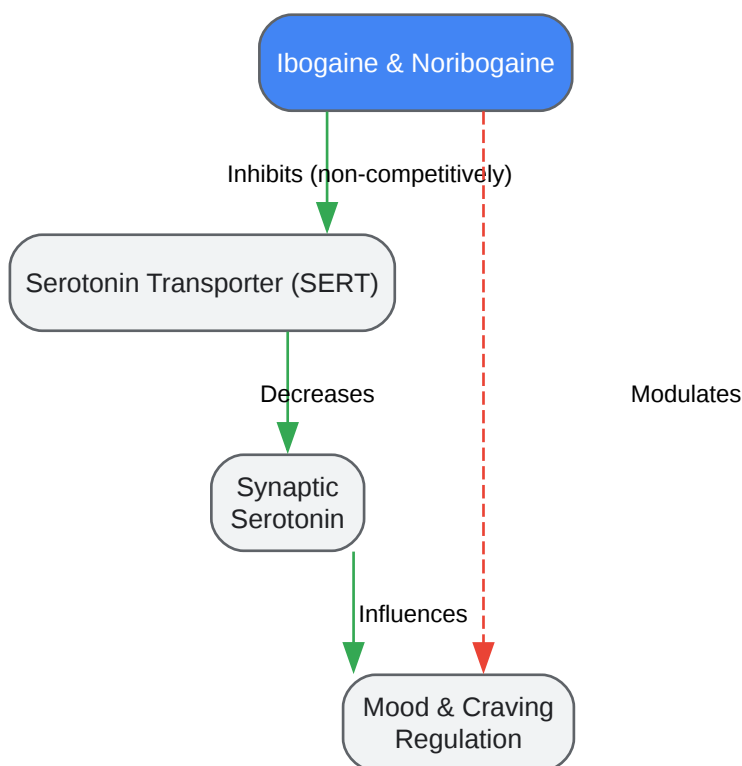 Ibogaine & Noribogaine
Inhibits (non-competitively)
Serotonin Transporter (SERT)
Decreases
Modulates
Synaptic
Serotonin
Influences
Mood & Craving
Regulation